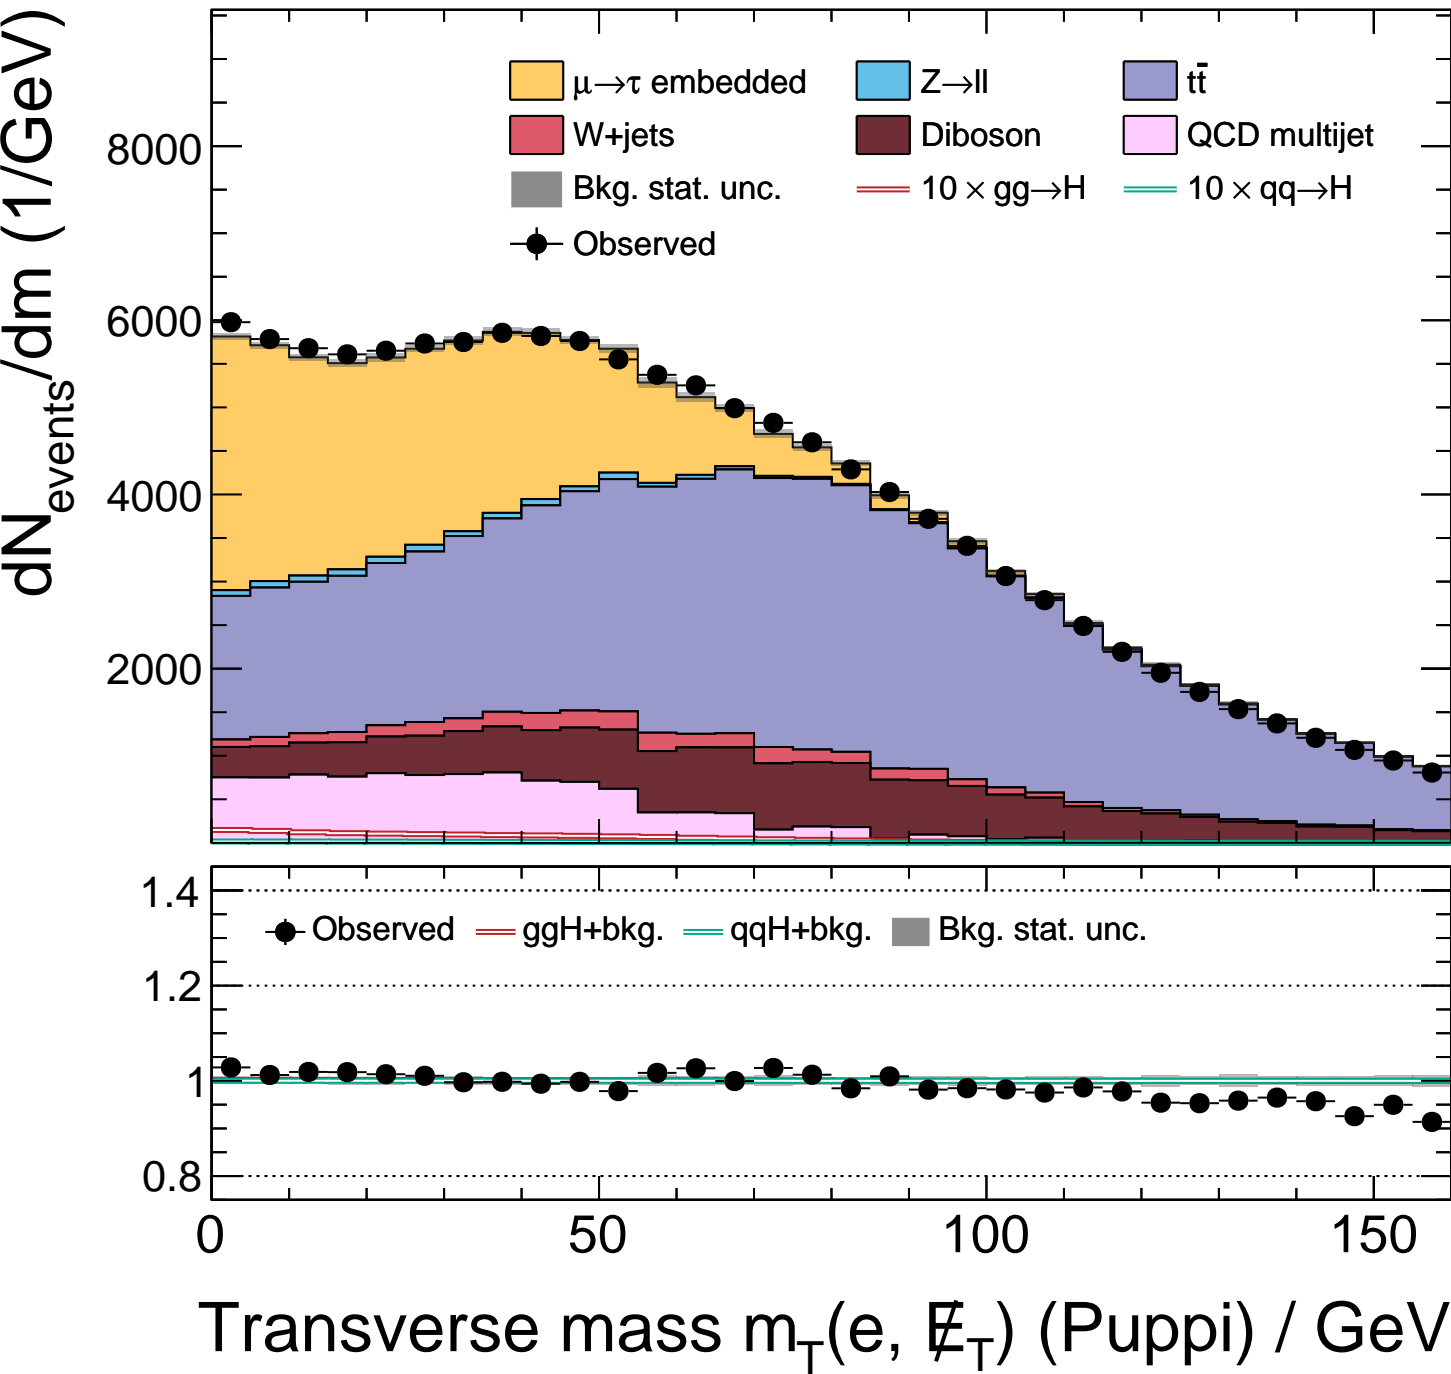 dN_events/dm (1/GeV)
μ→τ embedded Z→ll tt̄
W+jets Diboson QCD multijet
Bkg. stat. unc. 10 × gg→H 10 × qq→H
Observed
8000
6000
4000
2000
1.4
Observed ggH+bkg. qqH+bkg. Bkg. stat. unc.
1.2
1
0.8
0 50 100 150
Transverse mass m_T(e, E̸_T) (Puppi) / GeV